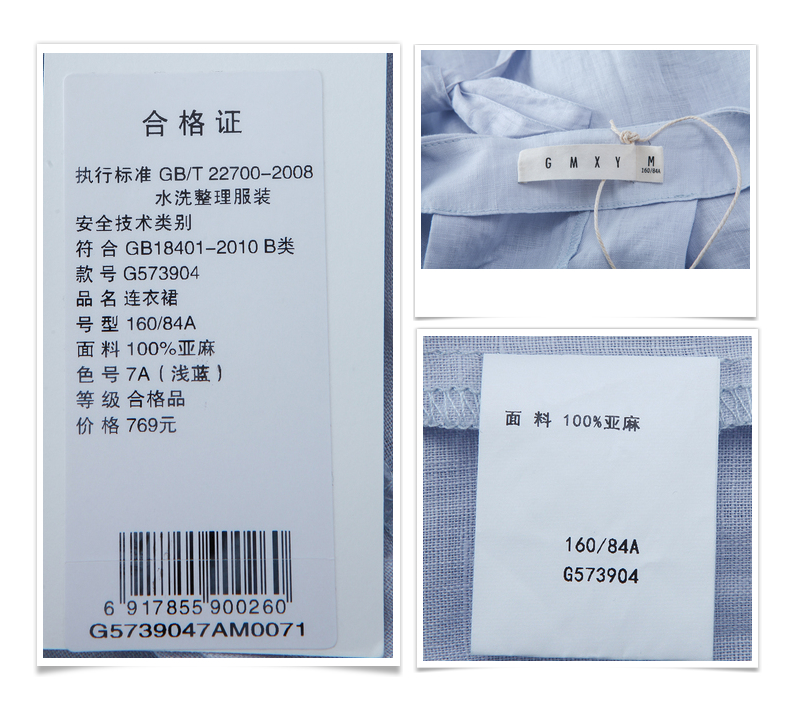 合格证
执行标准 GB/T 22700-2008
水洗整理服装
安全技术类别
符 合 GB18401-2010 B类
款 号 G573904
品 名 连衣裙
号 型 160/84A
面 料 100%亚麻
色 号 7A(浅蓝)
等 级 合格品
价 格 769元
6 917855 900260
G5739047AM0071
G M X Y M
160/84A
面 料 100%亚麻
160/84A
G573904